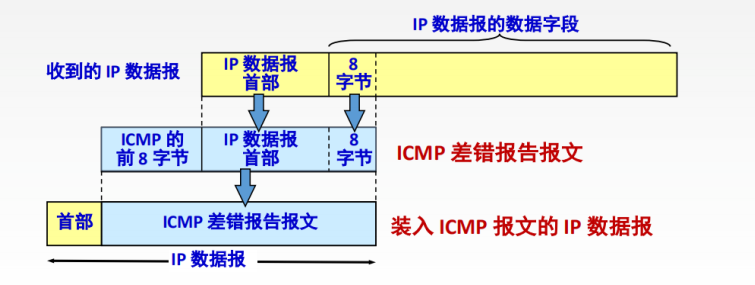 IP 数据报的数据字段
收到的 IP 数据报
IP 数据报
首部
8
字节
ICMP 的
前 8 字节
IP 数据报
首部
8
字节
ICMP 差错报告报文
首部
ICMP 差错报告报文
装入 ICMP 报文的 IP 数据报
IP 数据报